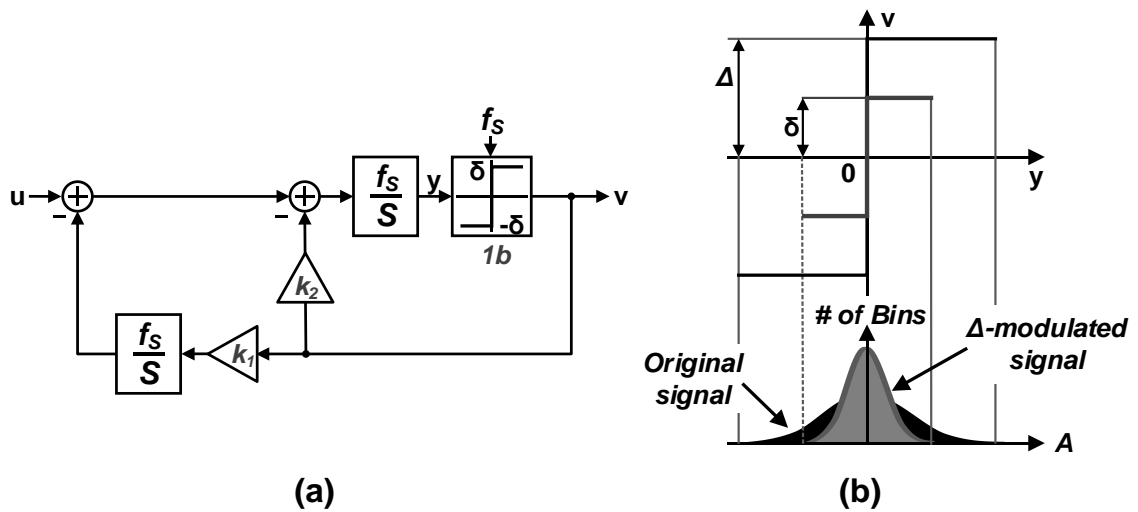 u
+
−
+
−
f_S
S
y
f_S
δ
-δ
1b
v
k_2
f_S
S
k_1
(a)
v
Δ
δ
0
y
# of Bins
Original
signal
Δ-modulated
signal
A
(b)